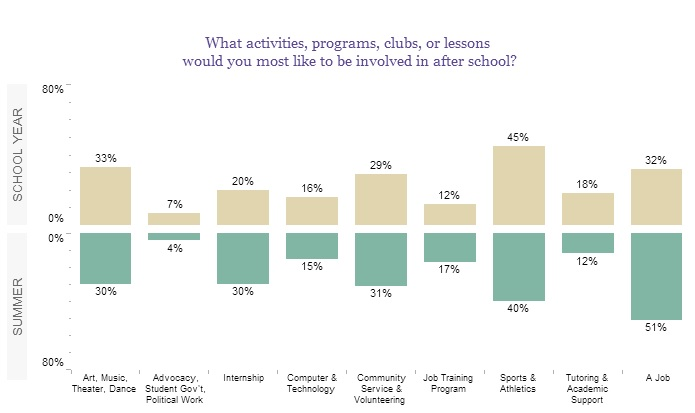 What activities, programs, clubs, or lessons
would you most like to be involved in after school?
SCHOOL YEAR
80%
33%
7%
20%
16%
29%
12%
45%
18%
32%
0%
SUMMER
0%
30%
4%
30%
15%
31%
17%
40%
12%
51%
80%
Art, Music,
Theater, Dance
Advocacy,
Student Gov't,
Political Work
Internship
Computer &
Technology
Community
Service &
Volunteering
Job Training
Program
Sports &
Athletics
Tutoring &
Academic
Support
A Job